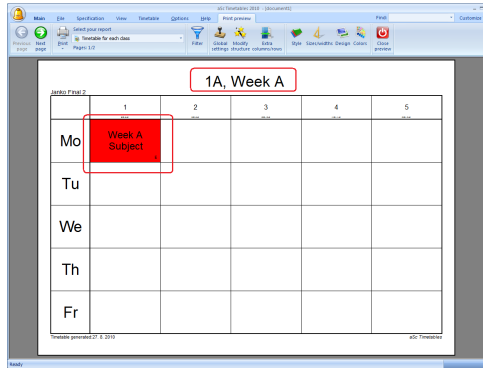 aSc Timetables 2010 - [document1]
Main File Specification View Timetable Options Help Print preview Find: Customize
Previous page
Next page
Print
Select your report
Timetable for each class
Pages: 1/2
Filter
Global settings
Modify structure
Extra columns/rows
Style
Sizes/widths
Design
Colors
Close preview
1A, Week A
Janko Final 2
1 2 3 4 5
Mo
Week A
Subject
Tu
We
Th
Fr
Timetable generated:27. 8. 2010
aSc Timetables
Ready